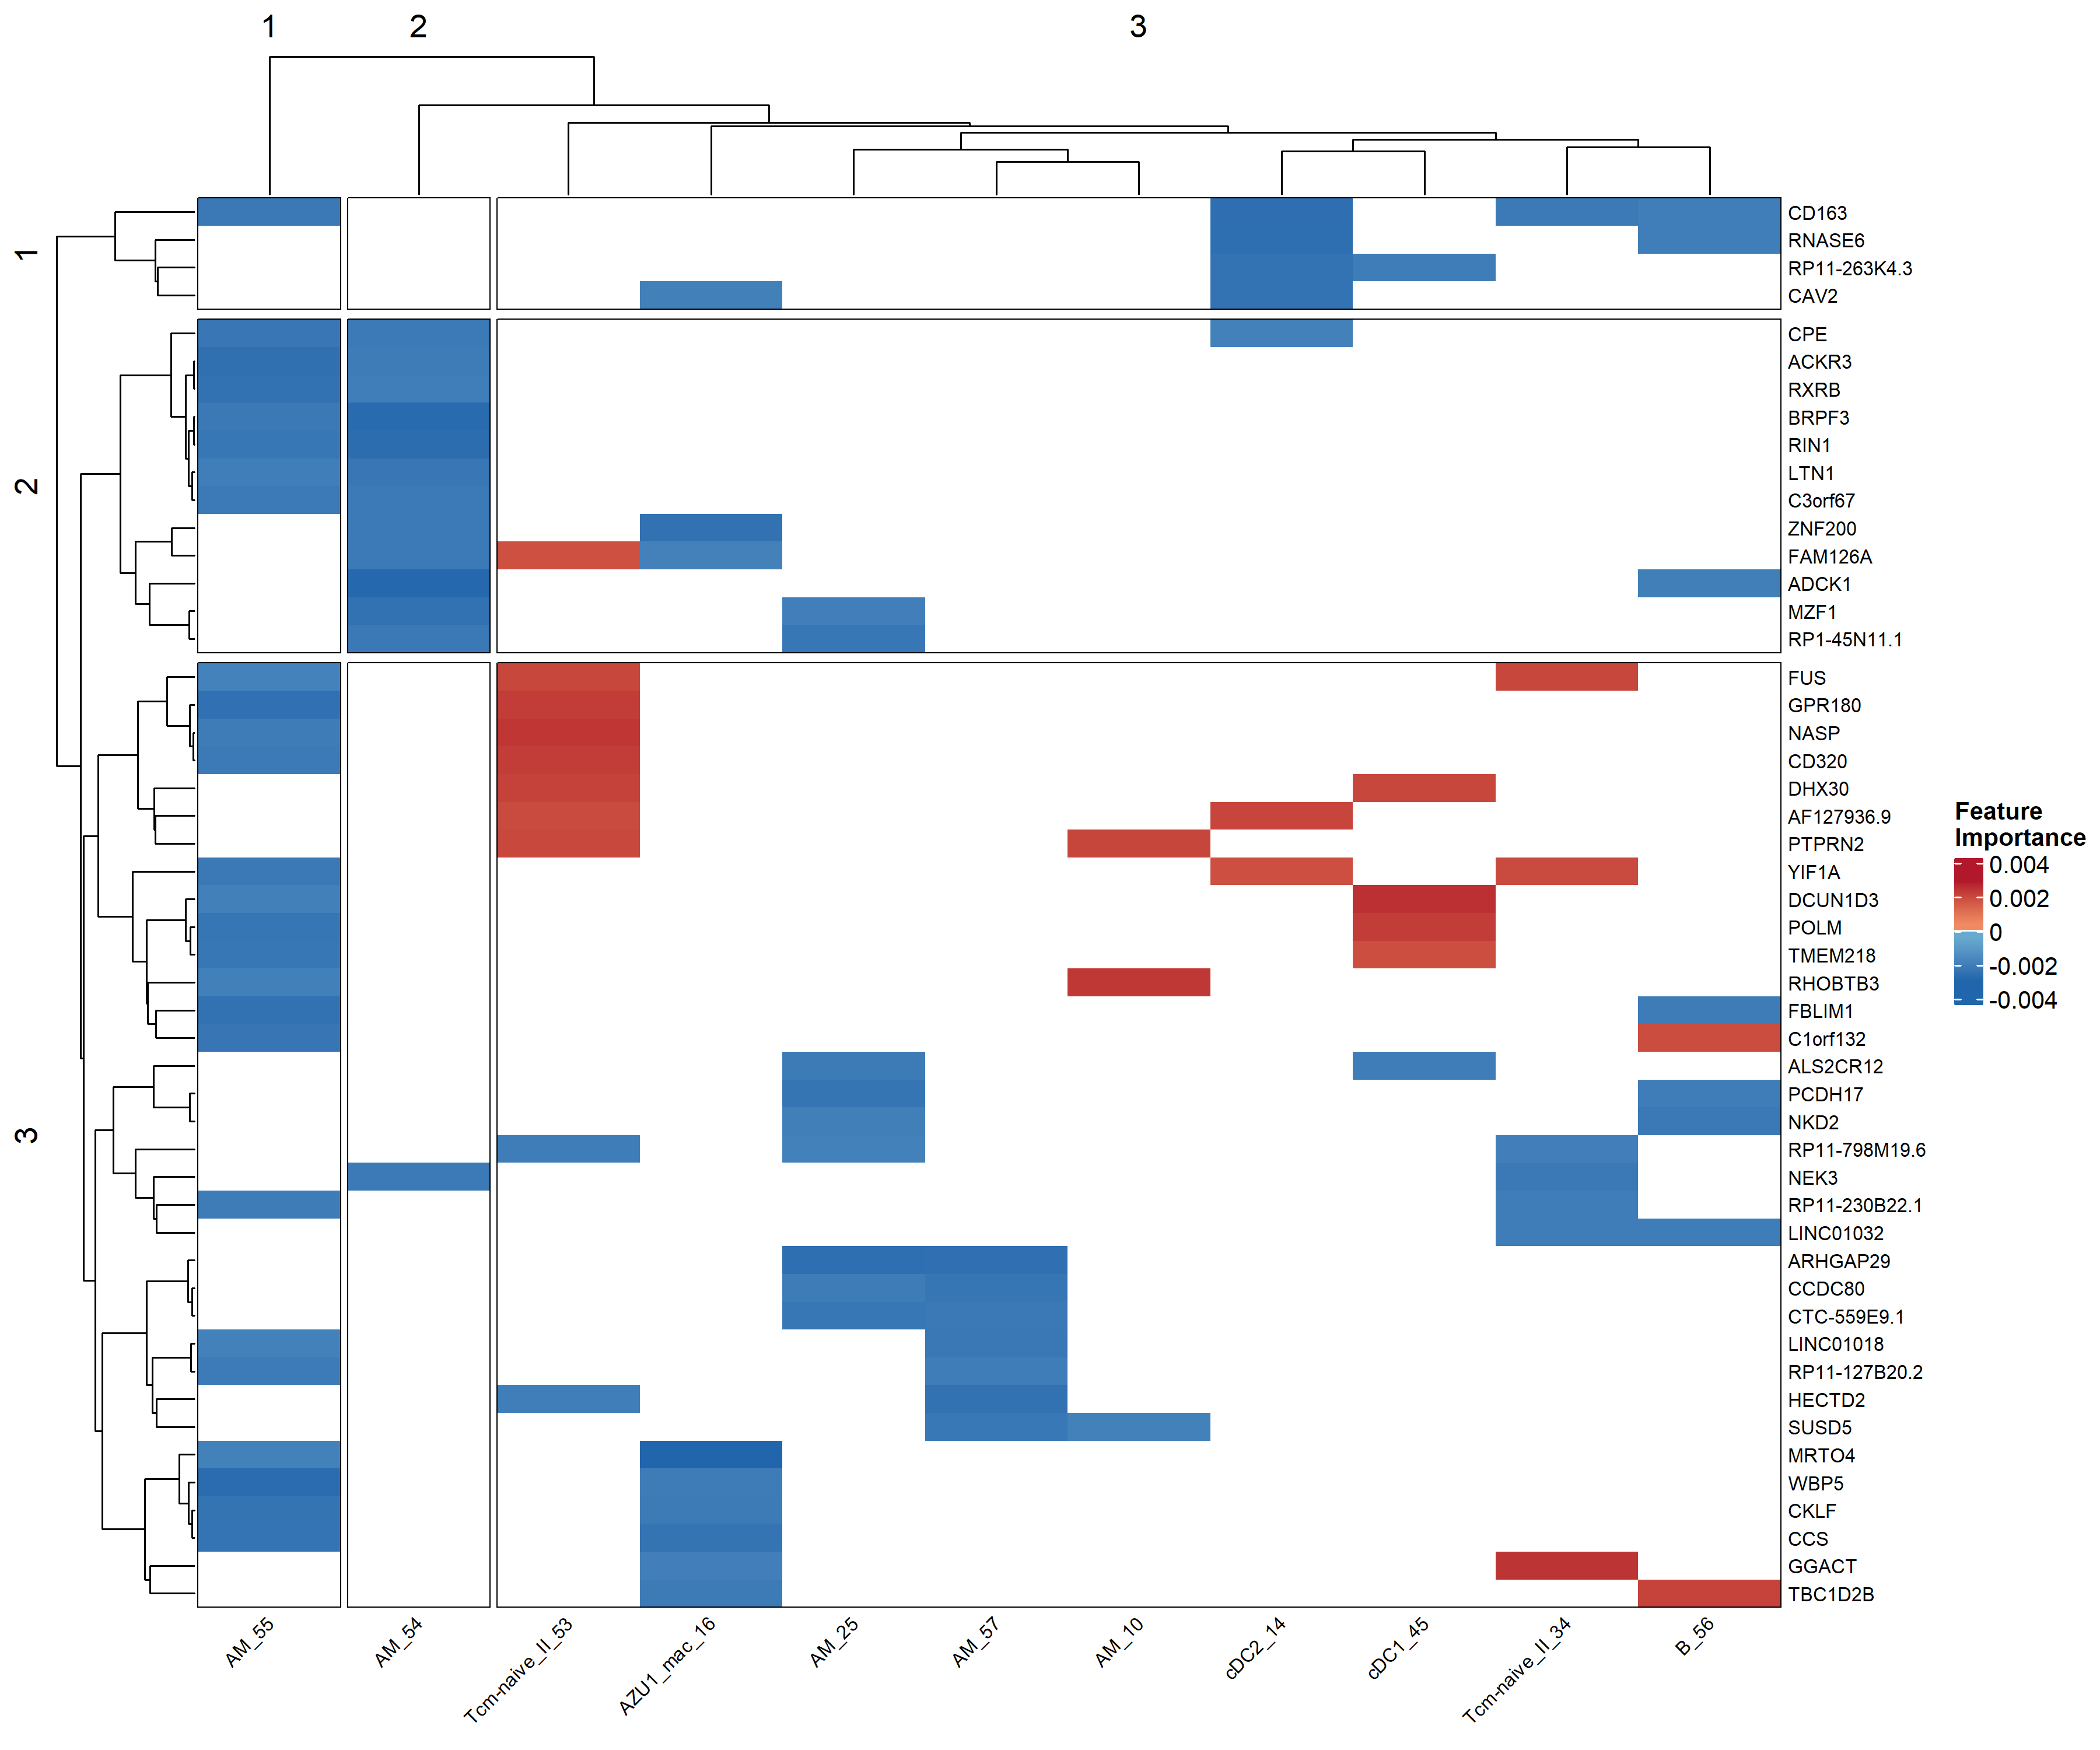 1 2 3
1
2
3
CD163
RNASE6
RP11-263K4.3
CAV2
CPE
ACKR3
RXRB
BRPF3
RIN1
LTN1
C3orf67
ZNF200
FAM126A
ADCK1
MZF1
RP1-45N11.1
FUS
GPR180
NASP
CD320
DHX30
AF127936.9
PTPRN2
YIF1A
DCUN1D3
POLM
TMEM218
RHOBTB3
FBLIM1
C1orf132
ALS2CR12
PCDH17
NKD2
RP11-798M19.6
NEK3
RP11-230B22.1
LINC01032
ARHGAP29
CCDC80
CTC-559E9.1
LINC01018
RP11-127B20.2
HECTD2
SUSD5
MRTO4
WBP5
CKLF
CCS
GGACT
TBC1D2B
Feature
Importance
0.004
0.002
0
-0.002
-0.004
AM_55
AM_54
Tcm-naive_II_53
AZU1_mac_16
AM_25
AM_57
AM_10
cDC2_14
cDC1_45
Tcm-naive_II_34
B_56